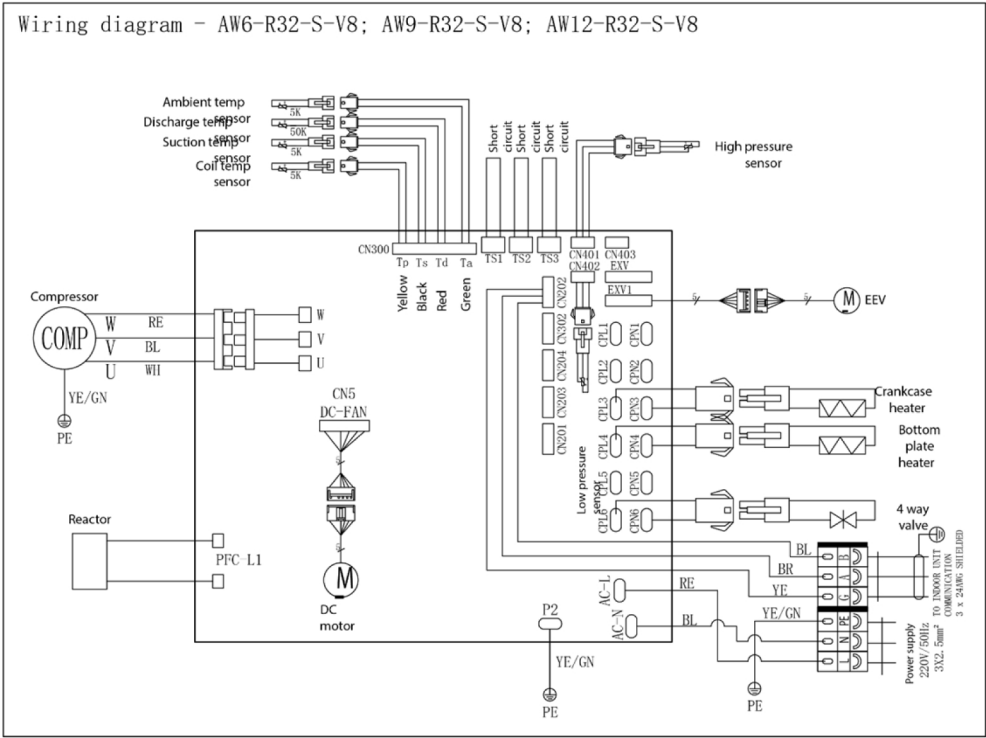 Wiring diagram - AW6-R32-S-V8; AW9-R32-S-V8; AW12-R32-S-V8
Ambient temp
sensor
5K
Discharge temp
sensor
50K
Suction temp
sensor
5K
Coil temp
sensor
5K
Short
circuit
Short
circuit
Short
circuit
High pressure
sensor
CN300
Tp
Ts
Td
Ta
TS1
TS2
TS3
CN401
CN403
CN402
EXV
EXV1
Yellow
Black
Red
Green
CN202
CN302
CN204
CN203
CN201
EEV
M
Compressor
COMP
W
RE
V
BL
U
WH
W
V
U
YE/GN
PE
CN5
DC-FAN
M
DC
motor
CPL1
CPN1
CPL2
CPN2
CPL3
CPN3
CPL4
CPN4
CPL5
CPN5
CPL6
CPN6
Low pressure
sensor
Crankcase
heater
Bottom
plate
heater
4 way
valve
Reactor
PFC-L1
P2
YE/GN
PE
AC-L
AC-N
RE
BL
BL
BR
YE
YE/GN
PE
B
A
G
PE
N
L
TO INDOOR UNIT
COMMUNICATION
3 x 24AWG SHIELDED
Power supply
220V/50Hz
3X2.5mm²